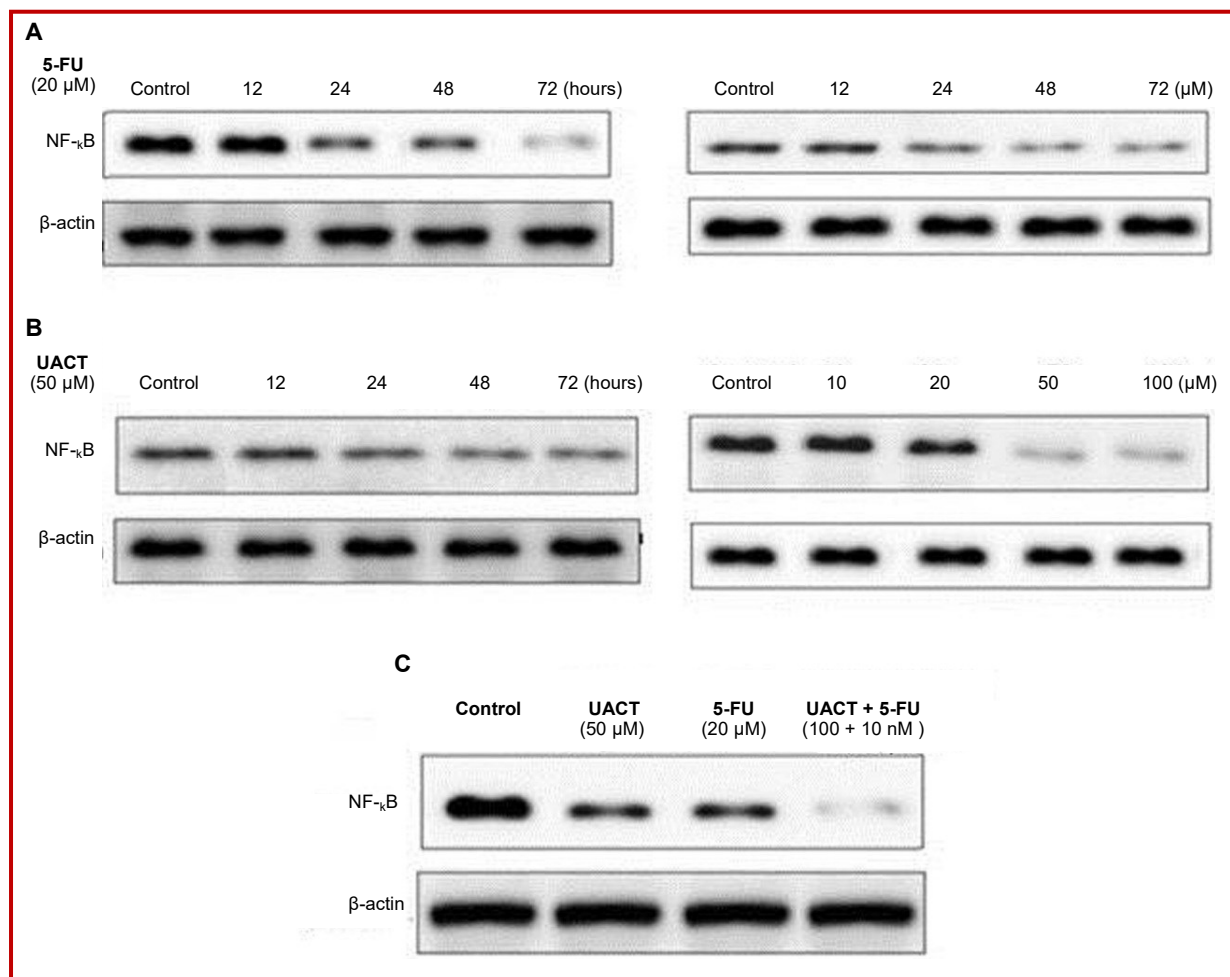 A
5-FU
(20 µM)
Control 12 24 48 72 (hours)
Control 12 24 48 72 (µM)
NF-κB
β-actin
B
UACT
(50 µM)
Control 12 24 48 72 (hours)
Control 10 20 50 100 (µM)
NF-κB
β-actin
C
Control UACT 5-FU UACT + 5-FU
(50 µM) (20 µM) (100 + 10 nM )
NF-κB
β-actin